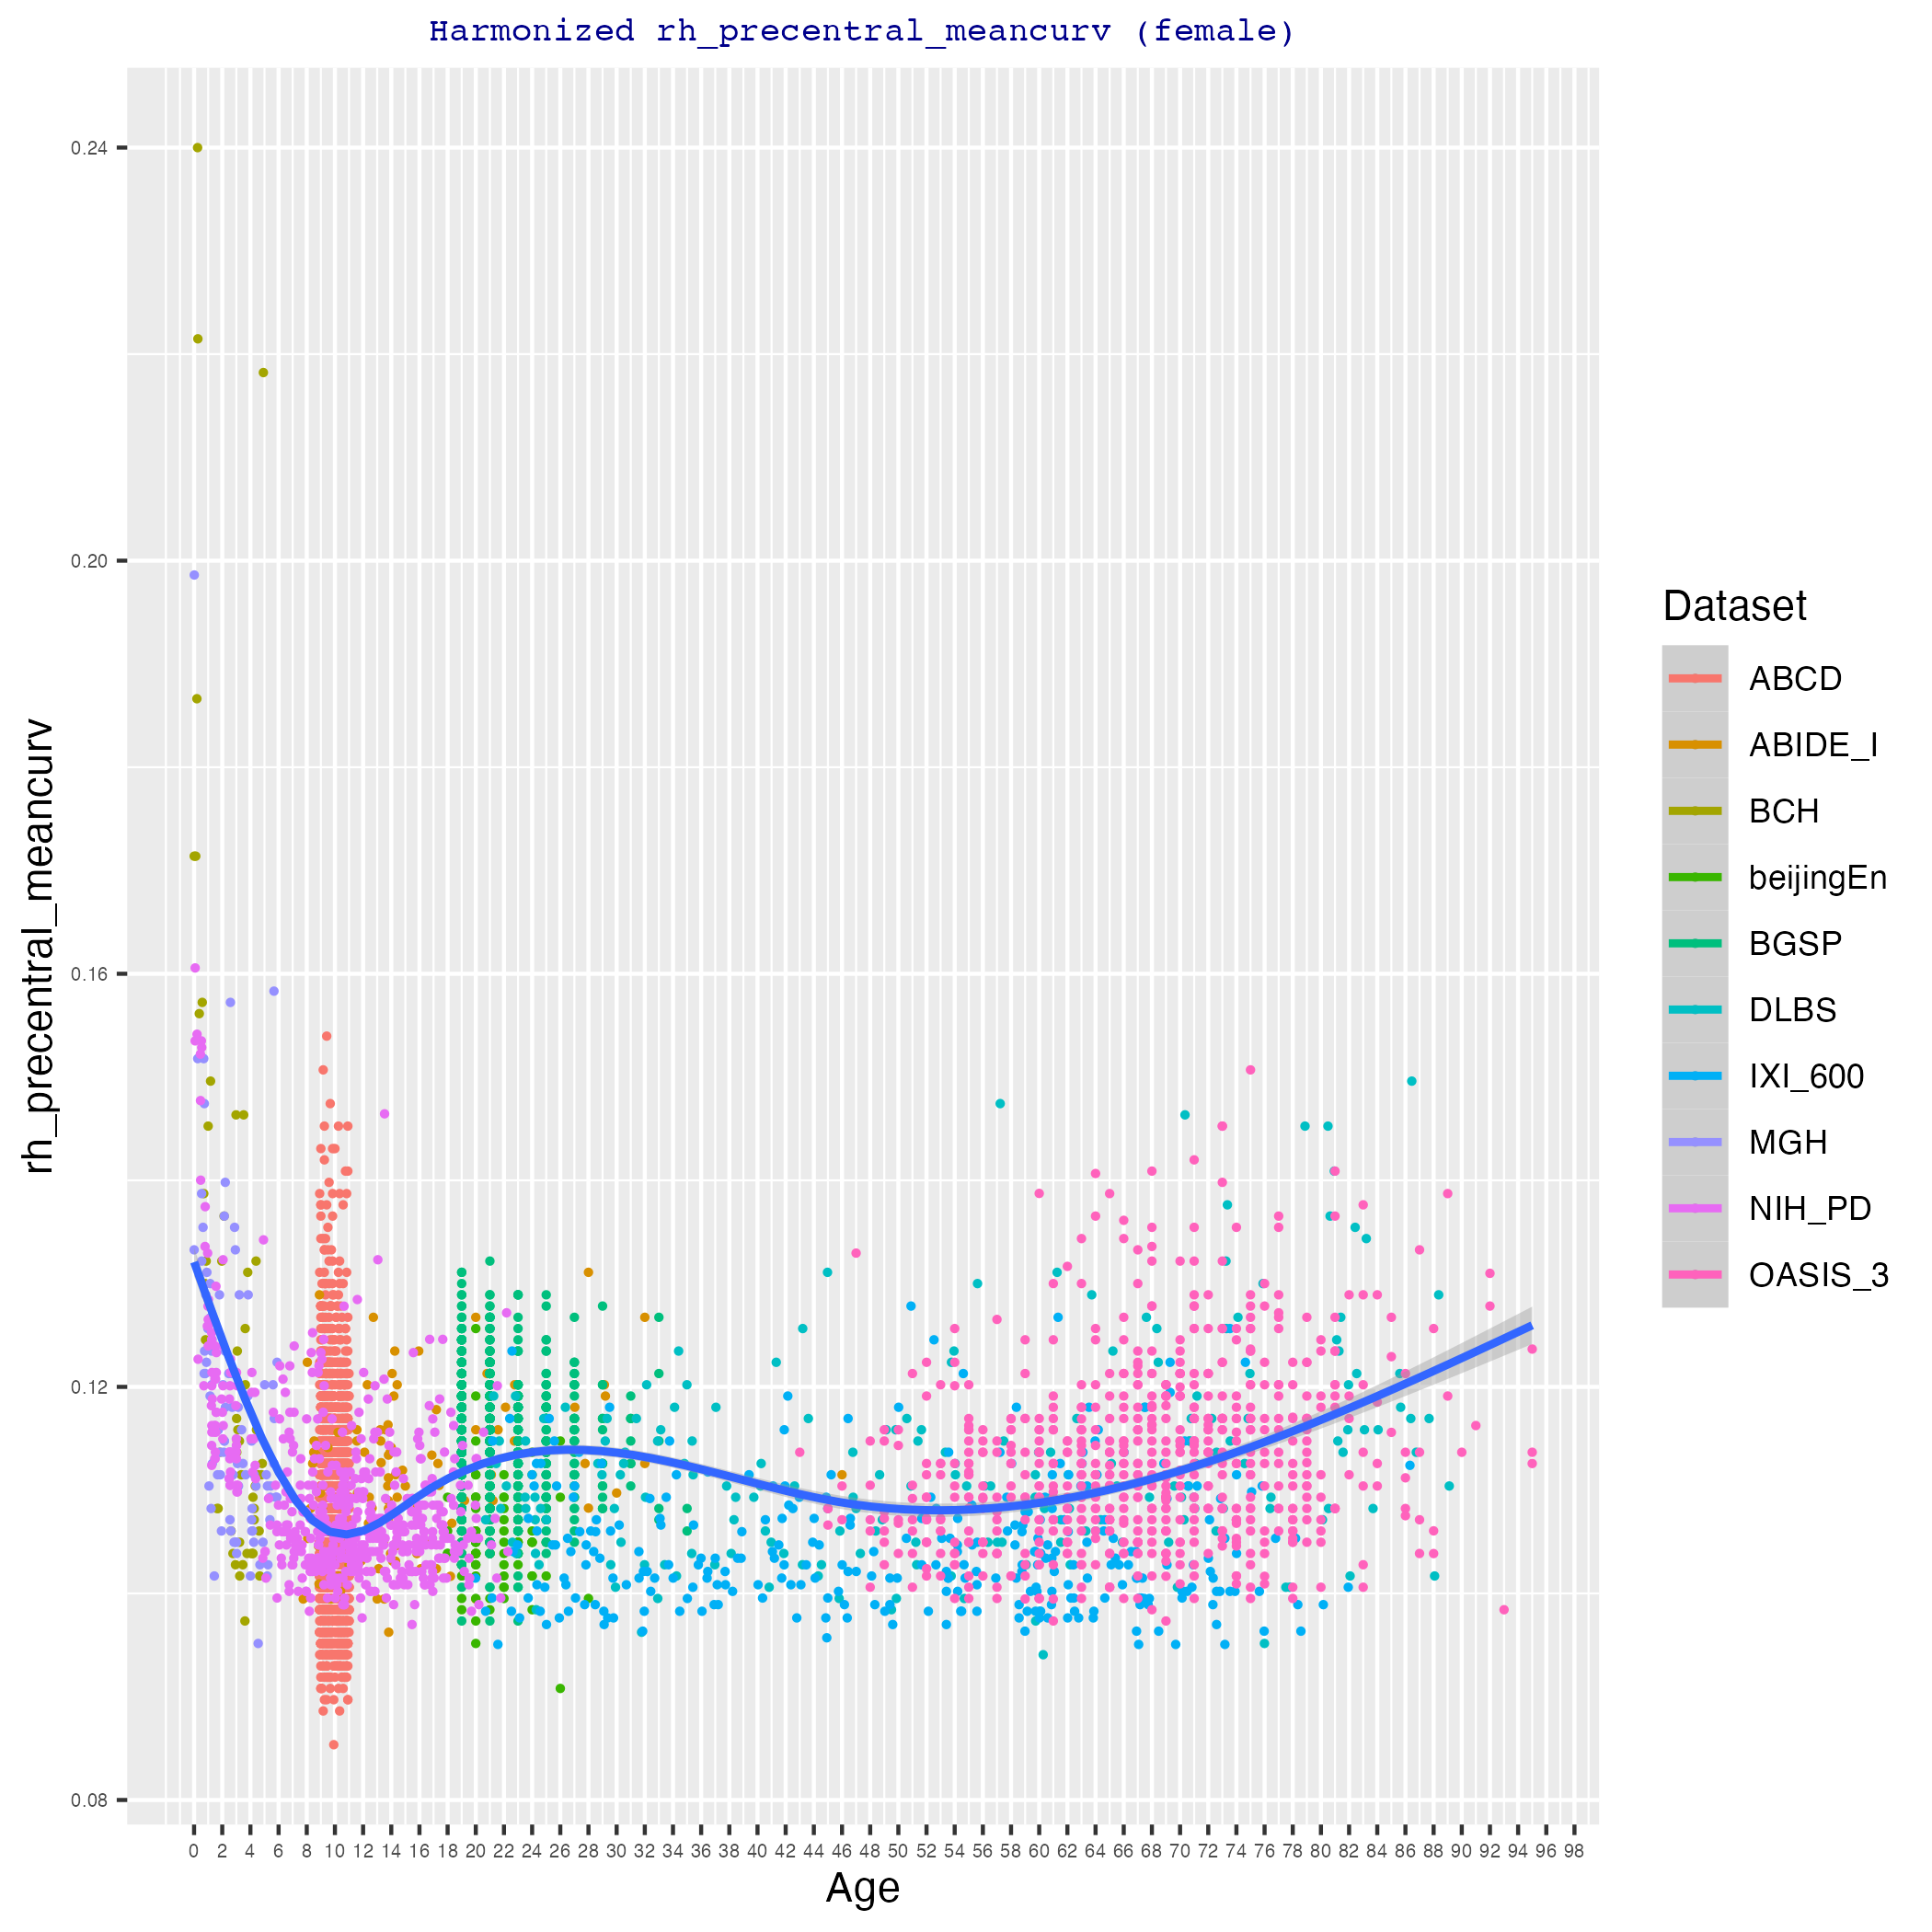 Harmonized rh_precentral_meancurv (female)
rh_precentral_meancurv
0.24
0.20
0.16
0.12
0.08
0 2 4 6 8 10 12 14 16 18 20 22 24 26 28 30 32 34 36 38 40 42 44 46 48 50 52 54 56 58 60 62 64 66 68 70 72 74 76 78 80 82 84 86 88 90 92 94 96 98
Age
Dataset
ABCD
ABIDE_I
BCH
beijingEn
BGSP
DLBS
IXI_600
MGH
NIH_PD
OASIS_3